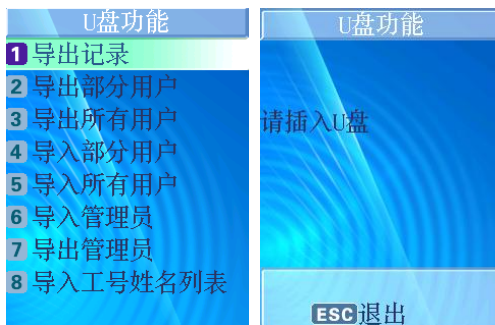 U盘功能
1 导出记录
2 导出部分用户
3 导出所有用户
4 导入部分用户
5 导入所有用户
6 导入管理员
7 导出管理员
8 导入工号姓名列表
U盘功能
请插入U盘
ESC退出